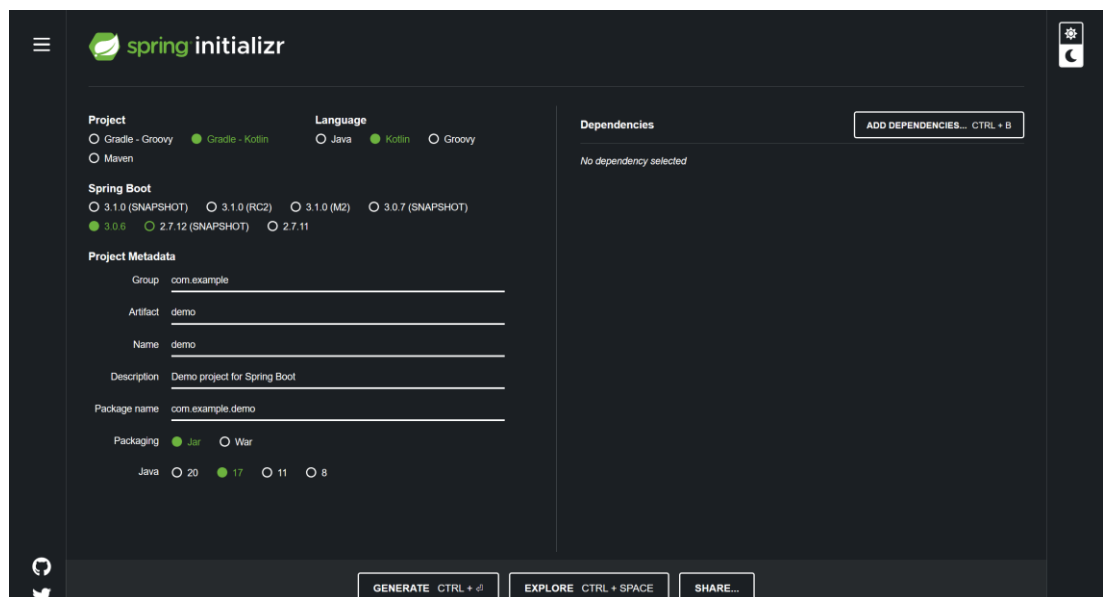 spring initializr
Project
Gradle - Groovy Gradle - Kotlin
Maven
Language
Java Kotlin Groovy
Spring Boot
3.1.0 (SNAPSHOT) 3.1.0 (RC2) 3.1.0 (M2) 3.0.7 (SNAPSHOT)
3.0.6 2.7.12 (SNAPSHOT) 2.7.11
Project Metadata
Group com.example
Artifact demo
Name demo
Description Demo project for Spring Boot
Package name com.example.demo
Packaging Jar War
Java 20 17 11 8
Dependencies
ADD DEPENDENCIES... CTRL + B
No dependency selected
GENERATE CTRL + ⏎
EXPLORE CTRL + SPACE
SHARE...